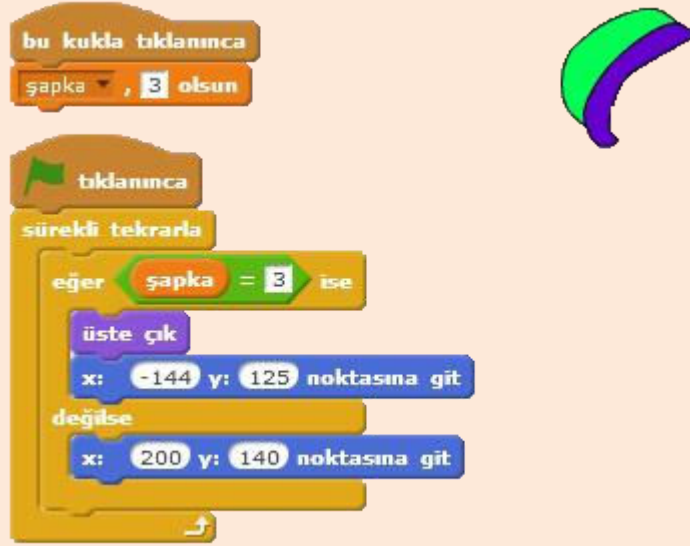 bu kukla tıklanınca
şapka , 3 olsun
tıklanınca
sürekli tekrarla
eğer şapka = 3 ise
üste çık
x: -144 y: 125 noktasına git
değilse
x: 200 y: 140 noktasına git